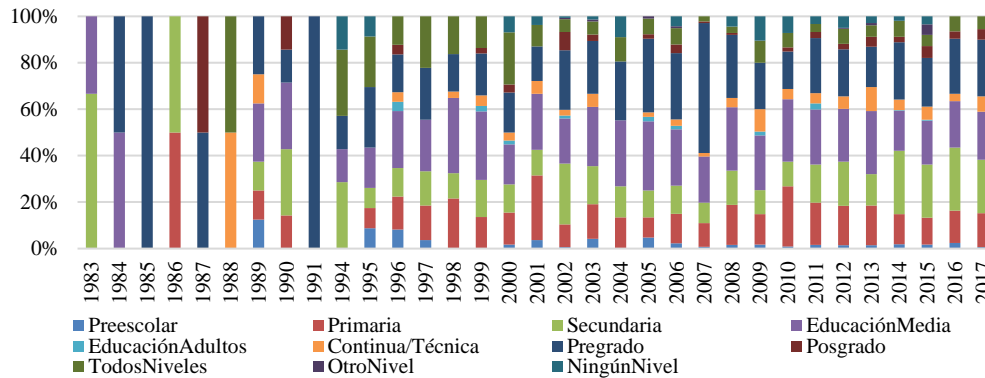 100%
80%
60%
40%
20%
0%
1983 1984 1985 1986 1987 1988 1989 1990 1991 1994 1995 1996 1997 1998 1999 2000 2001 2002 2003 2004 2005 2006 2007 2008 2009 2010 2011 2012 2013 2014 2015 2016 2017
Preescolar Primaria Secundaria EducaciónMedia
EducaciónAdultos Continua/Técnica Pregrado Posgrado
TodosNiveles OtroNivel NingúnNivel